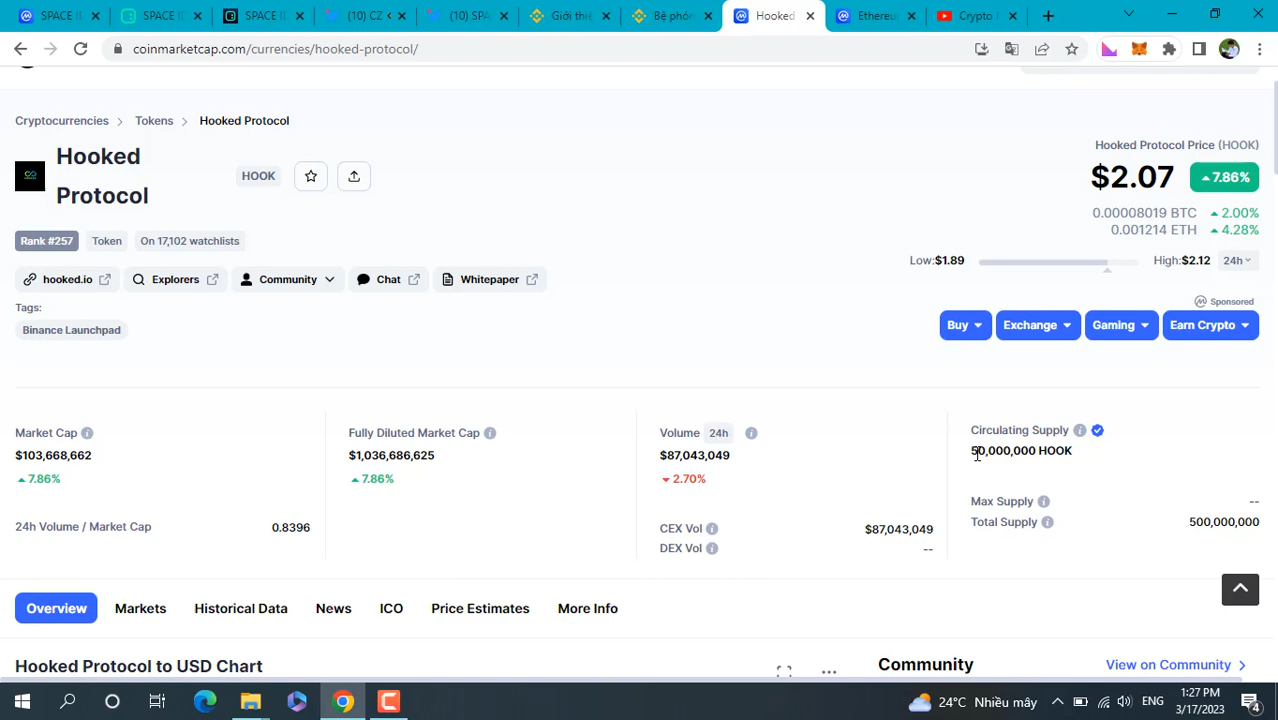 SPACE I
SPACE I
SPACE I
(10) CZ
(10) SPA
Giới thiệ
Bệ phón
Hooked
Ethereu
Crypto
coinmarketcap.com/currencies/hooked-protocol/
Cryptocurrencies > Tokens > Hooked Protocol
Hooked
Protocol
HOOK
Hooked Protocol Price (HOOK)
$2.07 7.86%
0.00008019 BTC 2.00%
0.001214 ETH 4.28%
Low:$1.89 High:$2.12 24h
Rank #257 Token On 17,102 watchlists
hooked.io Explorers Community Chat Whitepaper
Tags:
Binance Launchpad
Sponsored
Buy Exchange Gaming Earn Crypto
Market Cap
$103,668,662
7.86%
24h Volume / Market Cap 0.8396
Fully Diluted Market Cap
$1,036,686,625
7.86%
Volume 24h
$87,043,049
2.70%
CEX Vol $87,043,049
DEX Vol --
Circulating Supply
50,000,000 HOOK
Max Supply --
Total Supply 500,000,000
Overview Markets Historical Data News ICO Price Estimates More Info
Hooked Protocol to USD Chart
Community View on Community >
24°C Nhiều mây
ENG
1:27 PM
3/17/2023
4